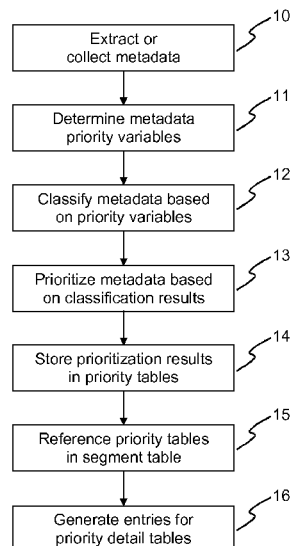 10
Extract or
collect metadata
11
Determine metadata
priority variables
12
Classify metadata based
on priority variables
13
Prioritize metadata based
on classification results
14
Store prioritization results
in priority tables
15
Reference priority tables
in segment table
16
Generate entries for
priority detail tables